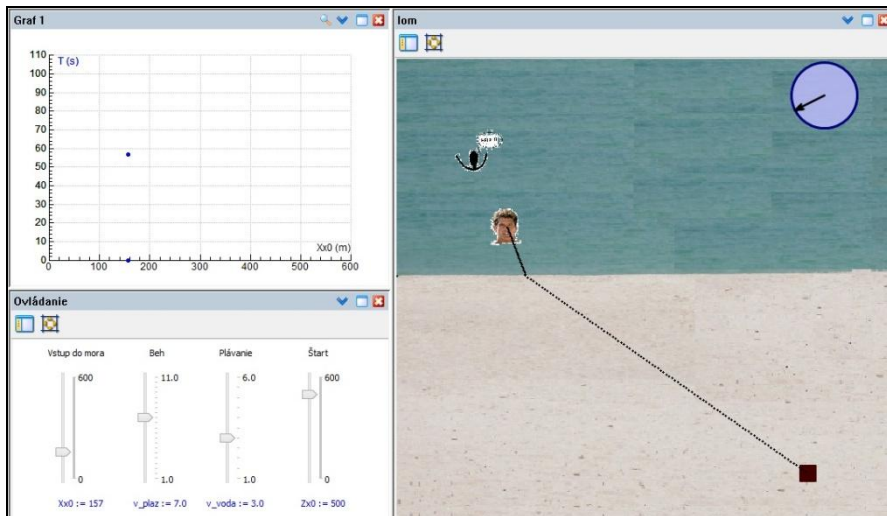 Graf 1
T (s)
110
100
90
80
70
60
50
40
30
20
10
0
Xx0 (m)
0 100 200 300 400 500 600
Ovládanie
Vstup do mora Beh Plávanie Štart
600 11.0 6.0 600
0 1.0 1.0 0
Xx0 := 157 v_plaz := 7.0 v_voda := 3.0 Zx0 := 500
lom